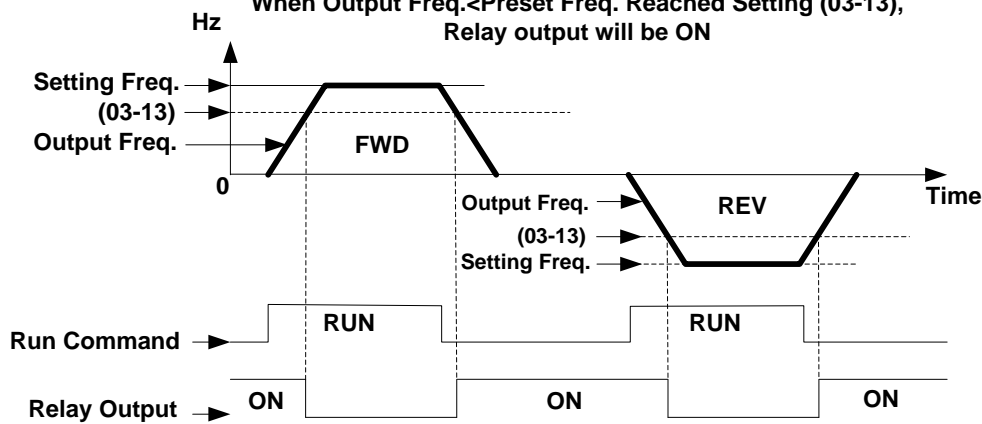 When Output Freq.<Preset Freq. Reached Setting (03-13),
Relay output will be ON
Hz
Setting Freq.
(03-13)
Output Freq.
FWD
0
Time
Output Freq.
REV
(03-13)
Setting Freq.
RUN
RUN
Run Command
ON
ON
ON
Relay Output